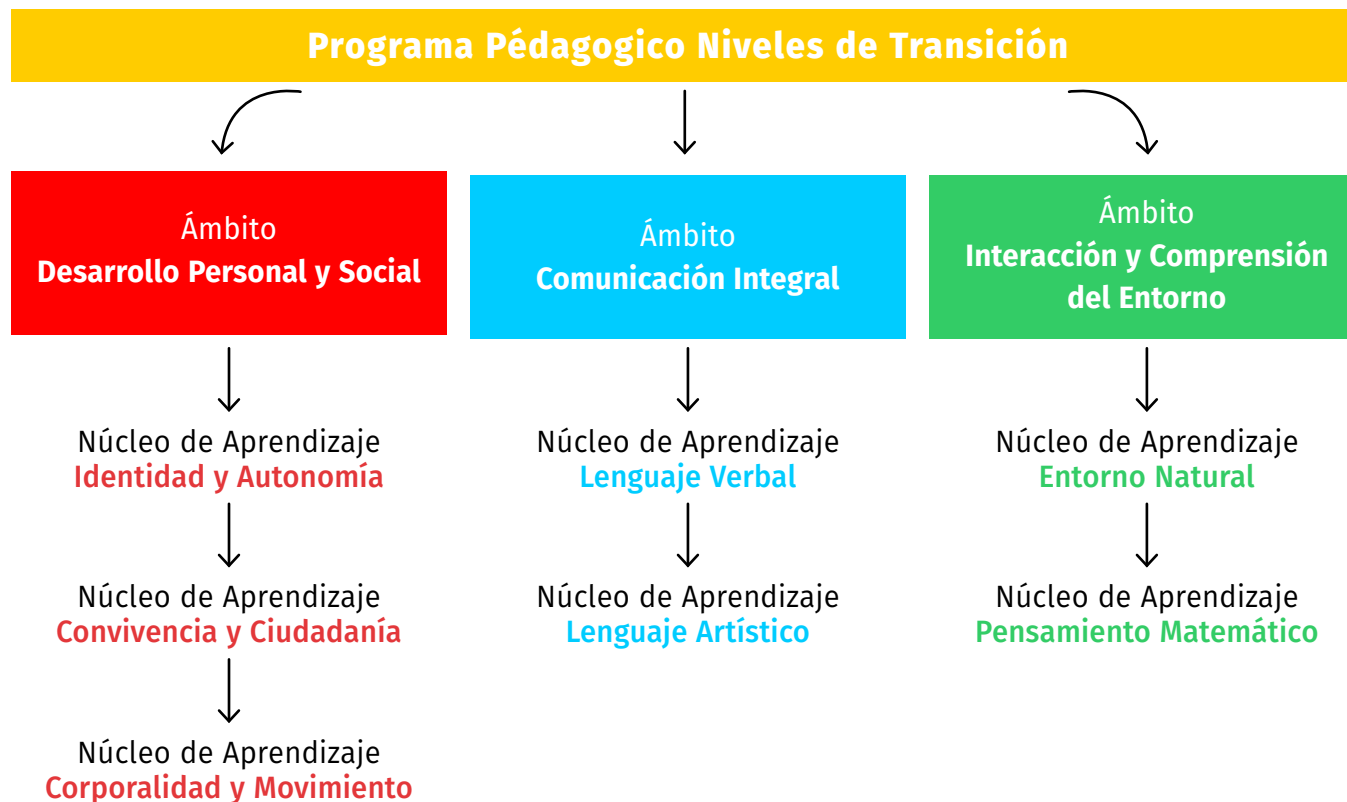 Programa Pédagogico Niveles de Transición
Ámbito
Desarrollo Personal y Social
Núcleo de Aprendizaje
Identidad y Autonomía
Núcleo de Aprendizaje
Convivencia y Ciudadanía
Núcleo de Aprendizaje
Corporalidad y Movimiento
Ámbito
Comunicación Integral
Núcleo de Aprendizaje
Lenguaje Verbal
Núcleo de Aprendizaje
Lenguaje Artístico
Ámbito
Interacción y Comprensión
del Entorno
Núcleo de Aprendizaje
Entorno Natural
Núcleo de Aprendizaje
Pensamiento Matemático